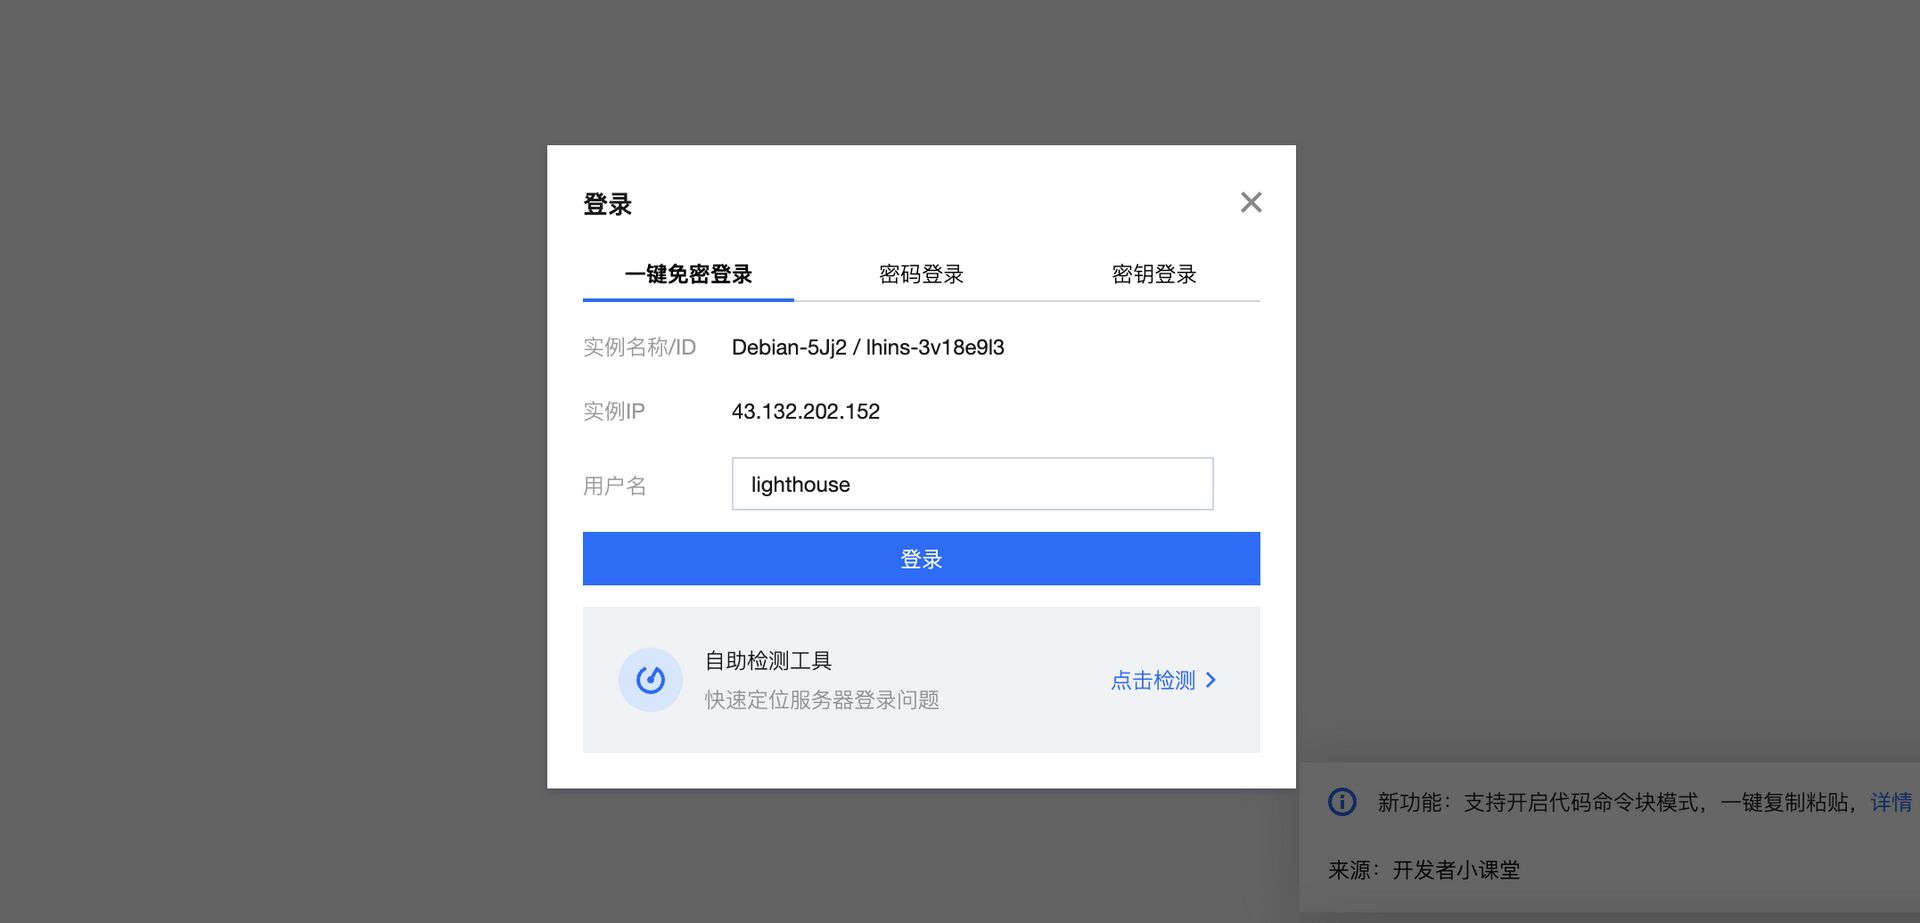 登录
一键免密登录 密码登录 密钥登录
实例名称/ID Debian-5Jj2 / lhins-3v18e9l3
实例IP 43.132.202.152
用户名 lighthouse
登录
自助检测工具
快速定位服务器登录问题
点击检测
新功能：支持开启代码命令块模式，一键复制粘贴，详情
来源：开发者小课堂